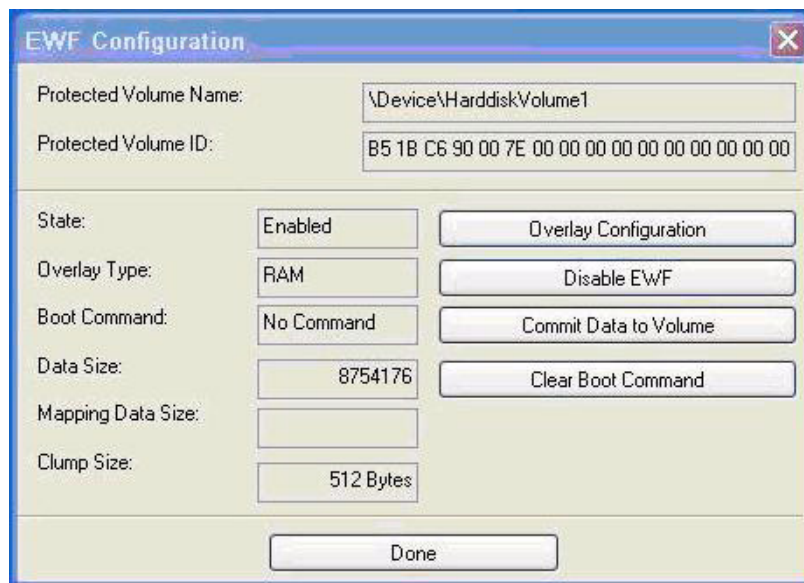 EWF Configuration
Protected Volume Name: \Device\HarddiskVolume1
Protected Volume ID: B5 1B C6 90 00 7E 00 00 00 00 00 00 00 00 00 00
State: Enabled Overlay Configuration
Overlay Type: RAM Disable EWF
Boot Command: No Command Commit Data to Volume
Data Size: 8754176 Clear Boot Command
Mapping Data Size:
Clump Size: 512 Bytes
Done